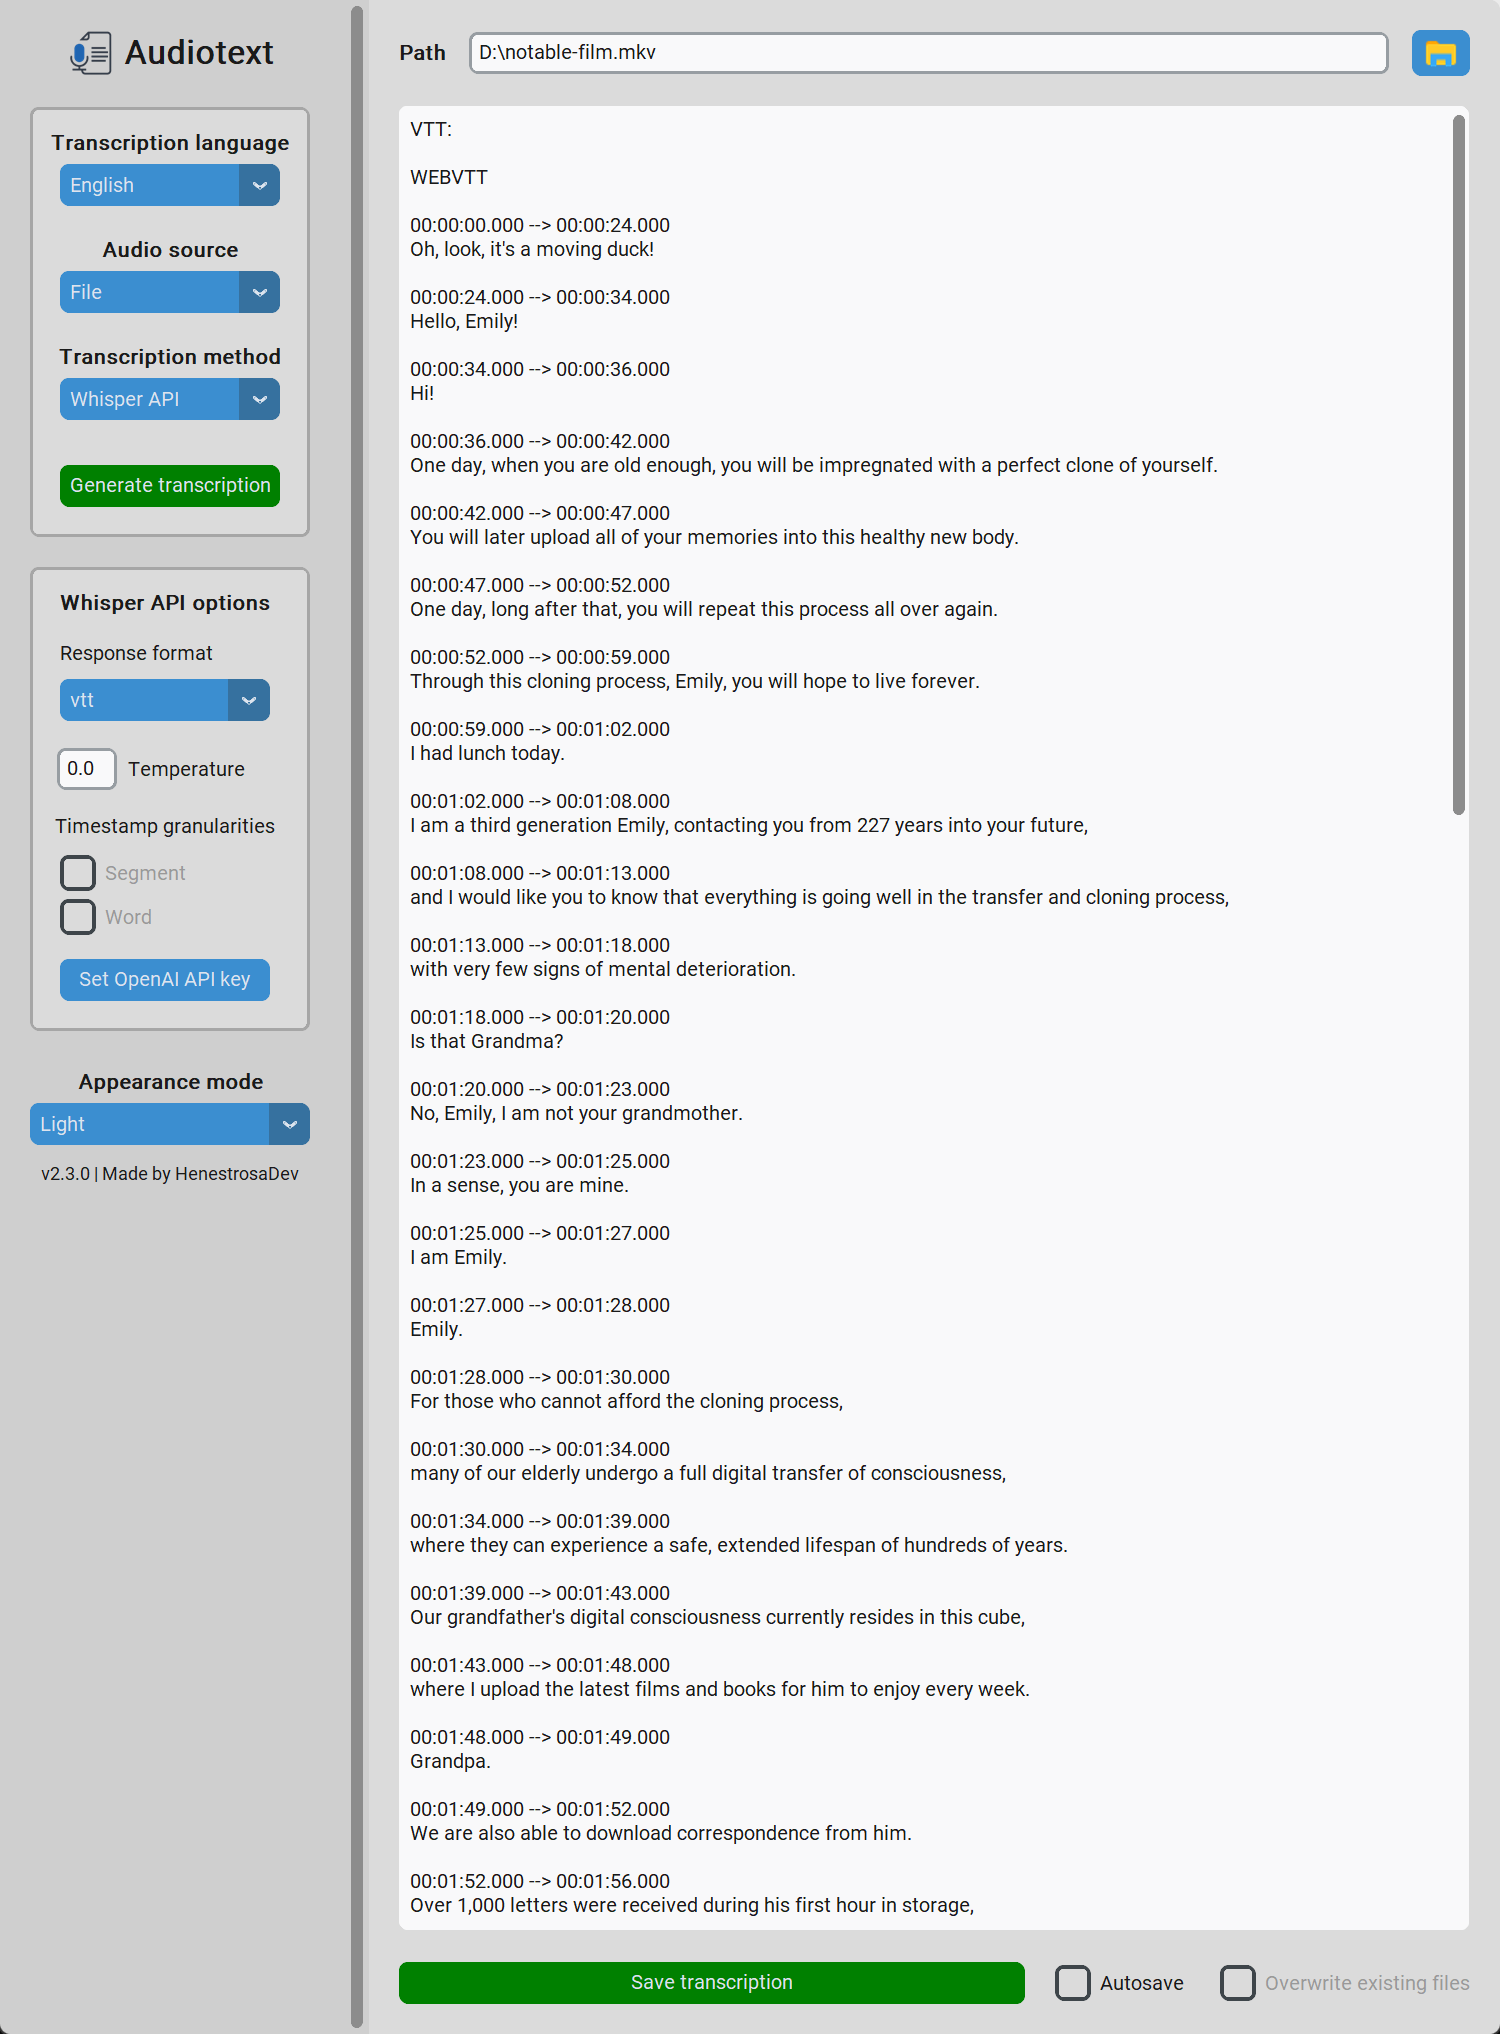 Audiotext
Transcription language
English
Audio source
File
Transcription method
Whisper API
Generate transcription
Whisper API options
Response format
vtt
0.0 Temperature
Timestamp granularities
Segment
Word
Set OpenAI API key
Appearance mode
Light
v2.3.0 | Made by HenestrosaDev
Path D:\notable-film.mkv
VTT:
WEBVTT
00:00:00.000 --> 00:00:24.000
Oh, look, it's a moving duck!
00:00:24.000 --> 00:00:34.000
Hello, Emily!
00:00:34.000 --> 00:00:36.000
Hi!
00:00:36.000 --> 00:00:42.000
One day, when you are old enough, you will be impregnated with a perfect clone of yourself.
00:00:42.000 --> 00:00:47.000
You will later upload all of your memories into this healthy new body.
00:00:47.000 --> 00:00:52.000
One day, long after that, you will repeat this process all over again.
00:00:52.000 --> 00:00:59.000
Through this cloning process, Emily, you will hope to live forever.
00:00:59.000 --> 00:01:02.000
I had lunch today.
00:01:02.000 --> 00:01:08.000
I am a third generation Emily, contacting you from 227 years into your future,
00:01:08.000 --> 00:01:13.000
and I would like you to know that everything is going well in the transfer and cloning process,
00:01:13.000 --> 00:01:18.000
with very few signs of mental deterioration.
00:01:18.000 --> 00:01:20.000
Is that Grandma?
00:01:20.000 --> 00:01:23.000
No, Emily, I am not your grandmother.
00:01:23.000 --> 00:01:25.000
In a sense, you are mine.
00:01:25.000 --> 00:01:27.000
I am Emily.
00:01:27.000 --> 00:01:28.000
Emily.
00:01:28.000 --> 00:01:30.000
For those who cannot afford the cloning process,
00:01:30.000 --> 00:01:34.000
many of our elderly undergo a full digital transfer of consciousness,
00:01:34.000 --> 00:01:39.000
where they can experience a safe, extended lifespan of hundreds of years.
00:01:39.000 --> 00:01:43.000
Our grandfather's digital consciousness currently resides in this cube,
00:01:43.000 --> 00:01:48.000
where I upload the latest films and books for him to enjoy every week.
00:01:48.000 --> 00:01:49.000
Grandpa.
00:01:49.000 --> 00:01:52.000
We are also able to download correspondence from him.
00:01:52.000 --> 00:01:56.000
Over 1,000 letters were received during his first hour in storage,
Save transcription
Autosave
Overwrite existing files